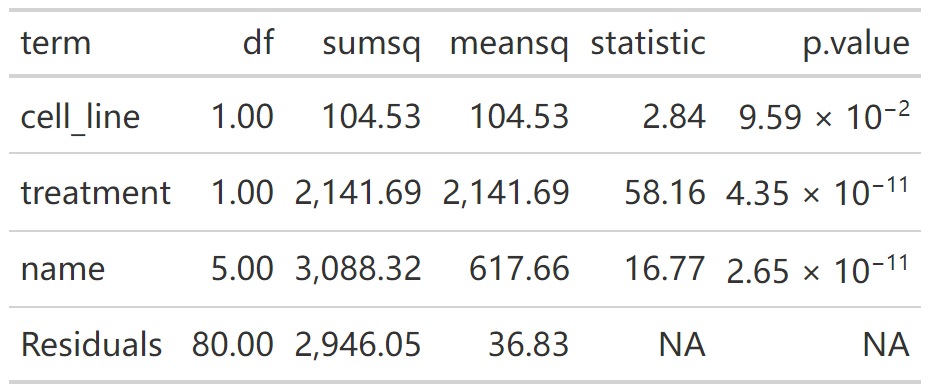 term df sumsq meansq statistic p.value
cell_line 1.00 104.53 104.53 2.84 9.59 × 10⁻²
treatment 1.00 2,141.69 2,141.69 58.16 4.35 × 10⁻¹¹
name 5.00 3,088.32 617.66 16.77 2.65 × 10⁻¹¹
Residuals 80.00 2,946.05 36.83 NA NA